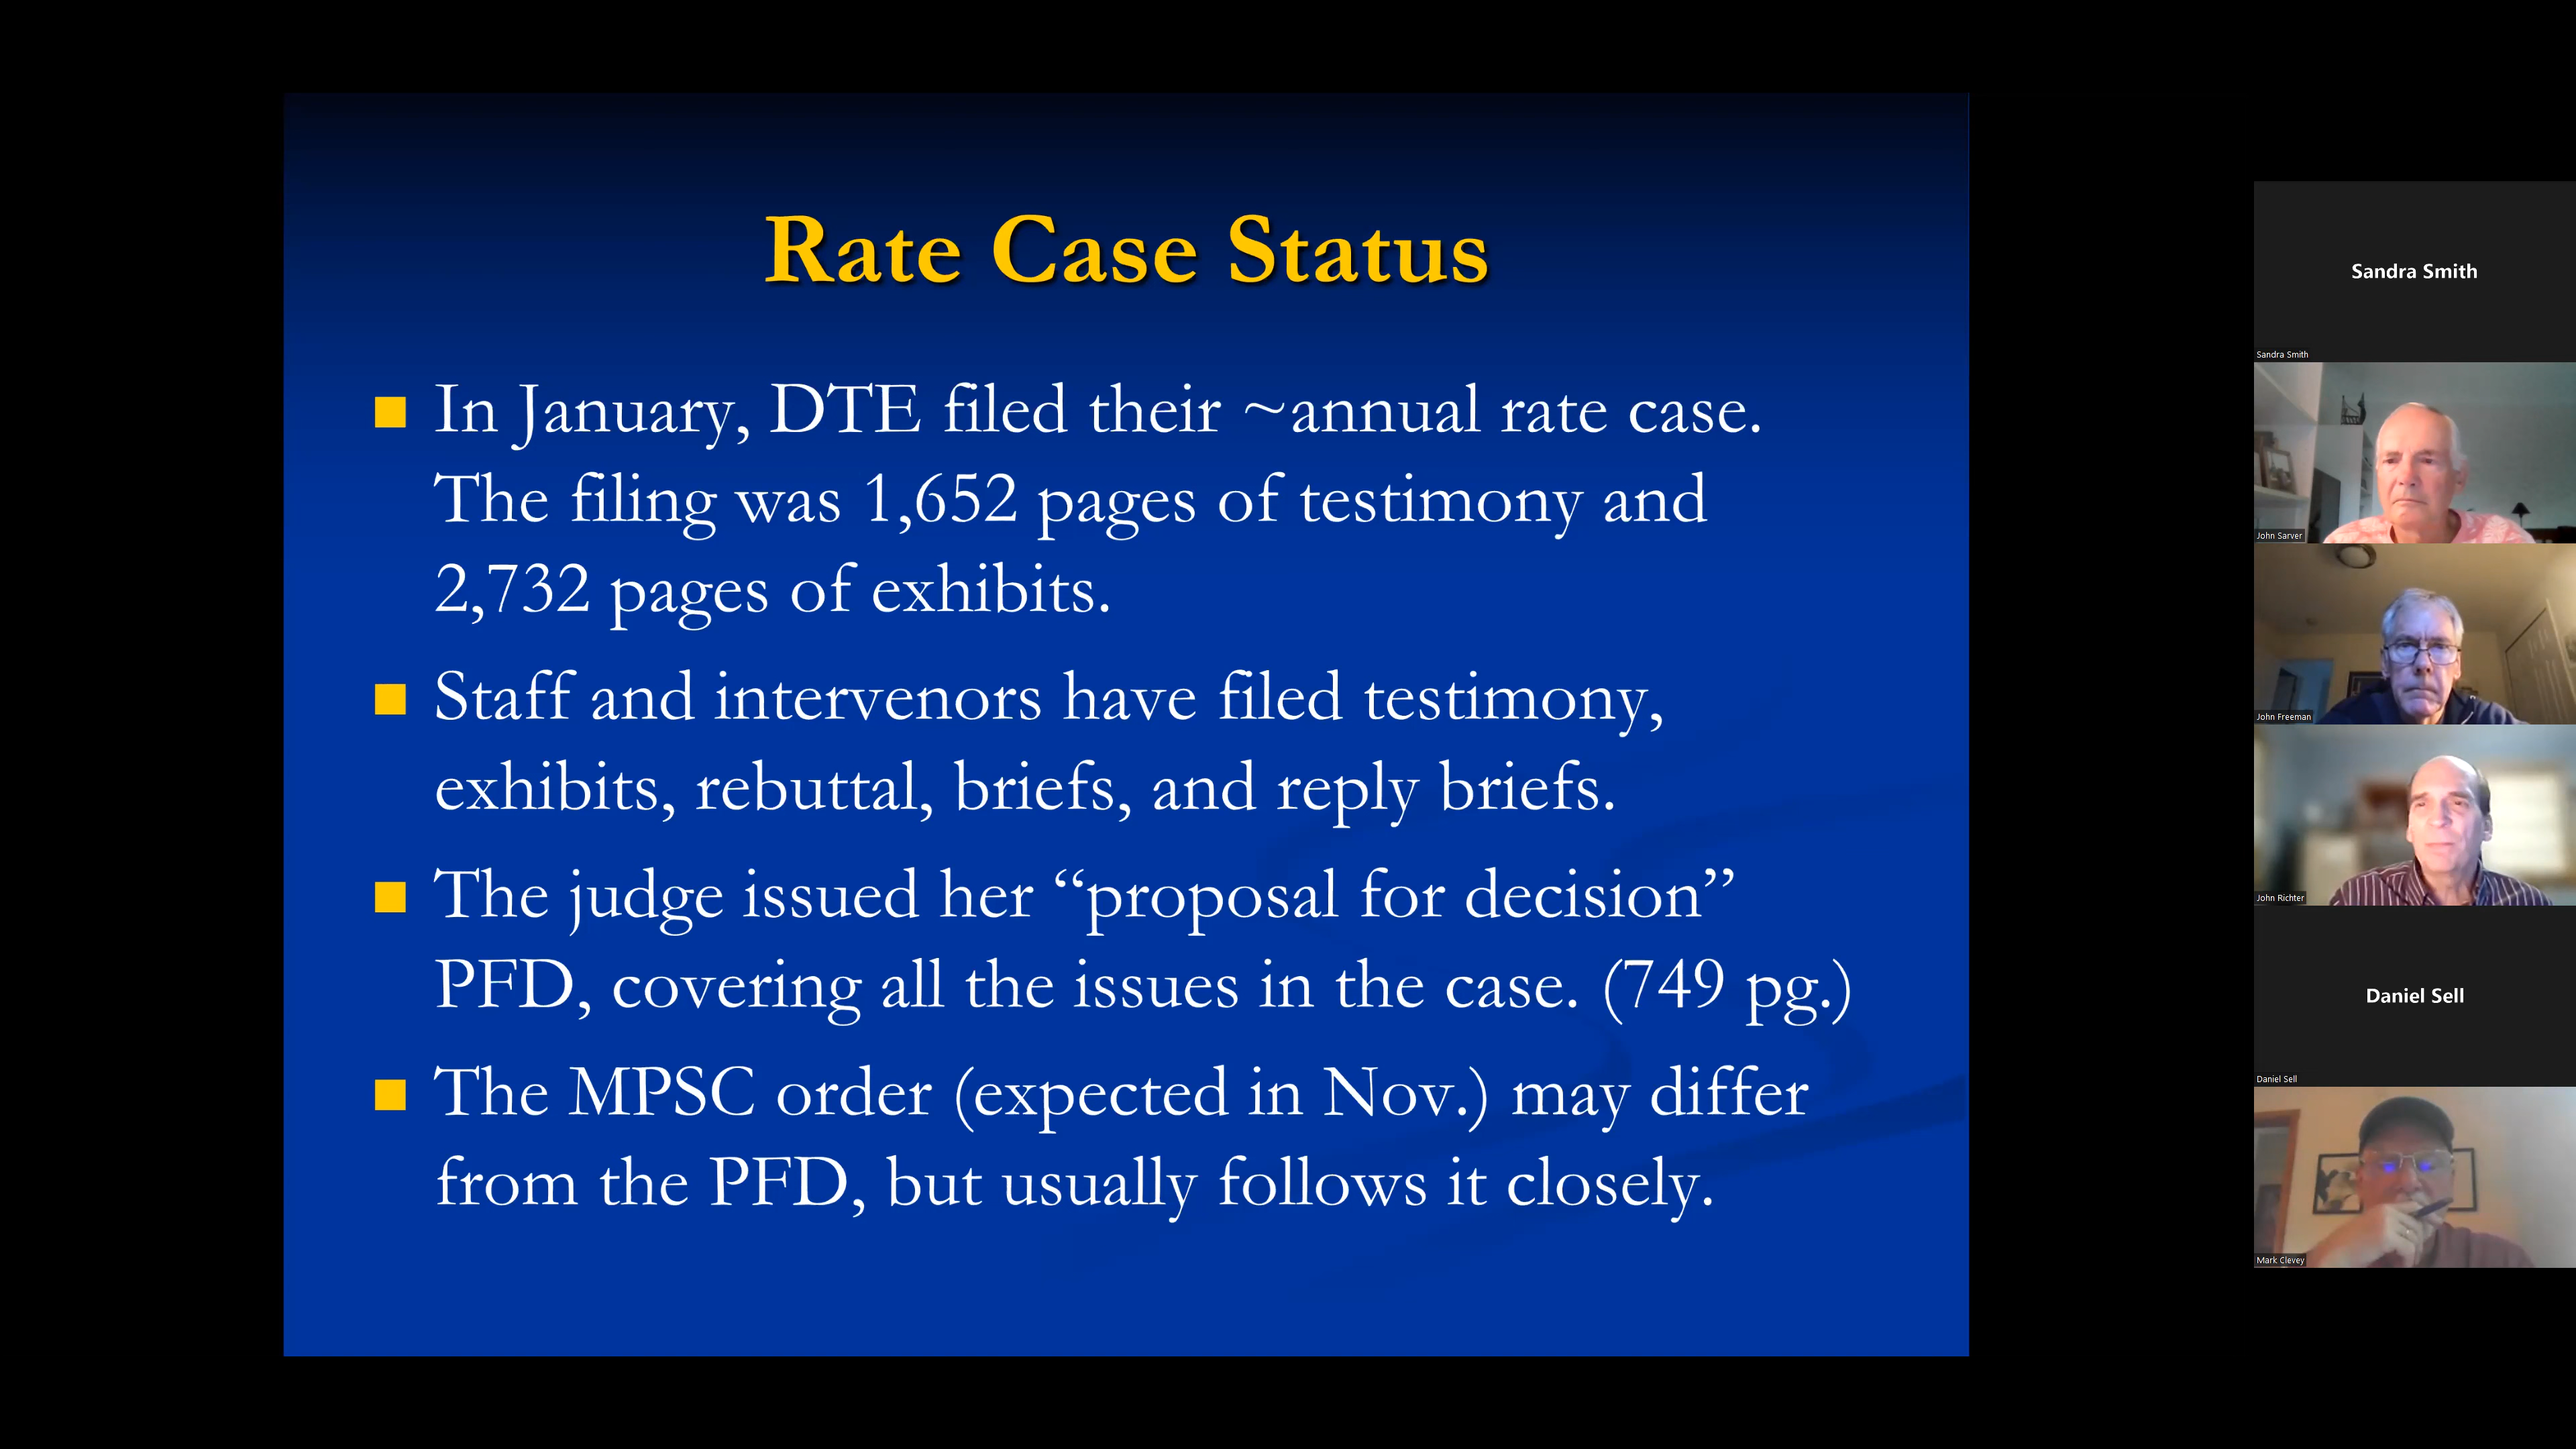 Rate Case Status
In January, DTE filed their ~annual rate case.
The filing was 1,652 pages of testimony and
2,732 pages of exhibits.
Staff and intervenors have filed testimony,
exhibits, rebuttal, briefs, and reply briefs.
The judge issued her “proposal for decision”
PFD, covering all the issues in the case. (749 pg.)
The MPSC order (expected in Nov.) may differ
from the PFD, but usually follows it closely.
Sandra Smith
Sandra Smith
John Sarver
John Freeman
John Richter
Daniel Sell
Daniel Sell
Mark Clevey